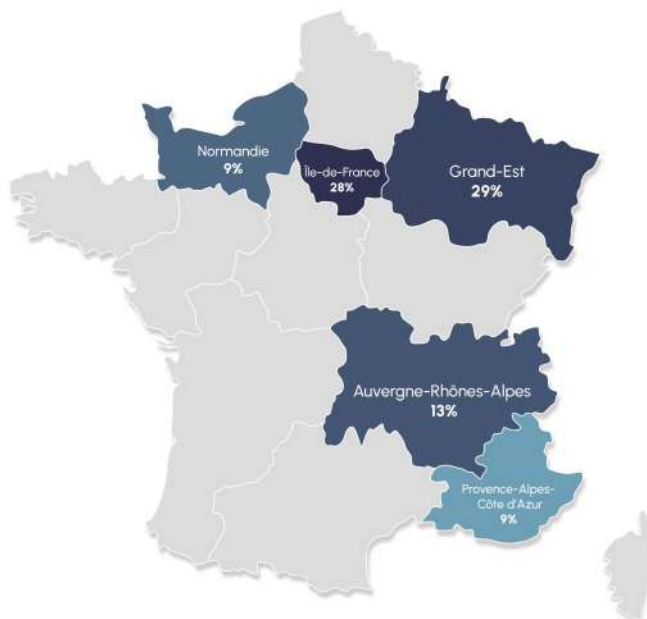 Normandie
9%
Île-de-France
28%
Grand-Est
29%
Auvergne-Rhônes-Alpes
13%
Provence-Alpes-
Côte d'Azur
9%